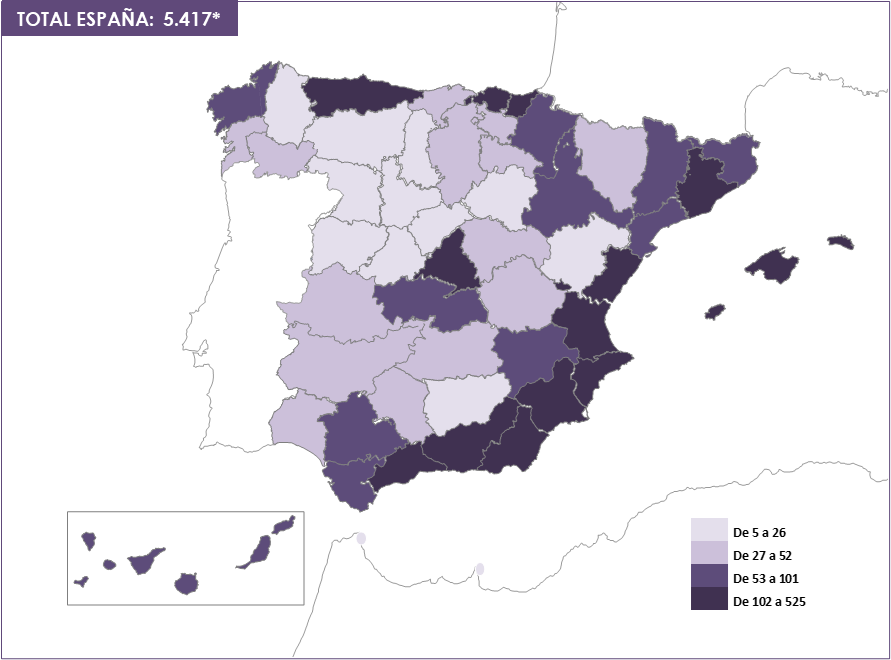 TOTAL ESPAÑA: 5.417*
De 5 a 26
De 27 a 52
De 53 a 101
De 102 a 525